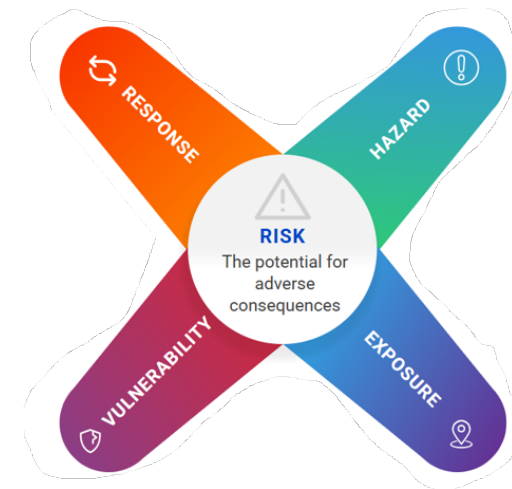 RESPONSE
HAZARD
RISK
The potential for
adverse
consequences
VULNERABILITY
EXPOSURE